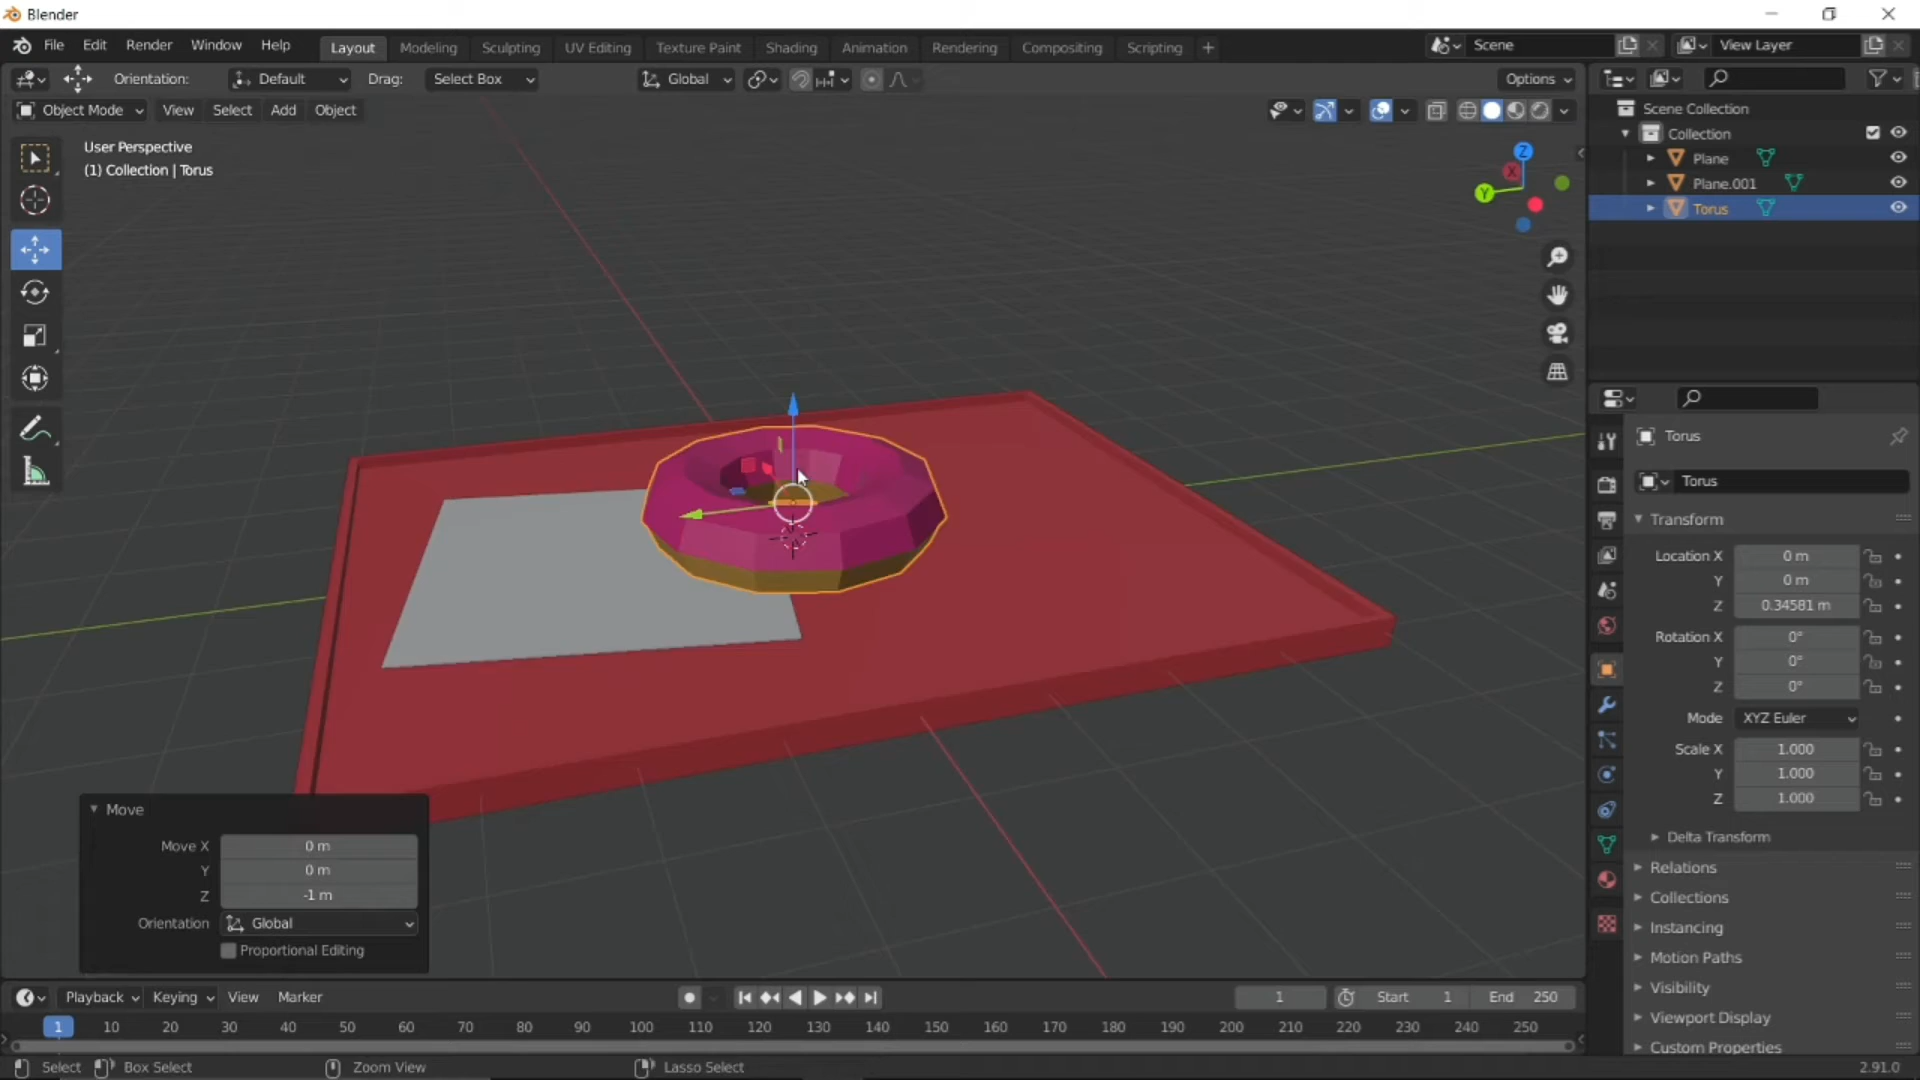 Blender
File Edit Render Window Help Layout Modeling Sculpting UV Editing Texture Paint Shading Animation Rendering Compositing Scripting + Scene View Layer
Orientation: Default Drag: Select Box Global Options
Object Mode View Select Add Object
User Perspective
(1) Collection | Torus
Z
X
Y
Scene Collection
Collection
Plane
Plane.001
Torus
Torus
Torus
Transform
Location X 0 m
Y 0 m
Z 0.34581 m
Rotation X 0°
Y 0°
Z 0°
Mode XYZ Euler
Scale X 1.000
Y 1.000
Z 1.000
Delta Transform
Relations
Collections
Instancing
Motion Paths
Visibility
Viewport Display
Custom Properties
Move
Move X 0 m
Y 0 m
Z -1 m
Orientation Global
Proportional Editing
Playback Keying View Marker 1 Start 1 End 250
1 10 20 30 40 50 60 70 80 90 100 110 120 130 140 150 160 170 180 190 200 210 220 230 240 250
Select Box Select Zoom View Lasso Select 2.91.0